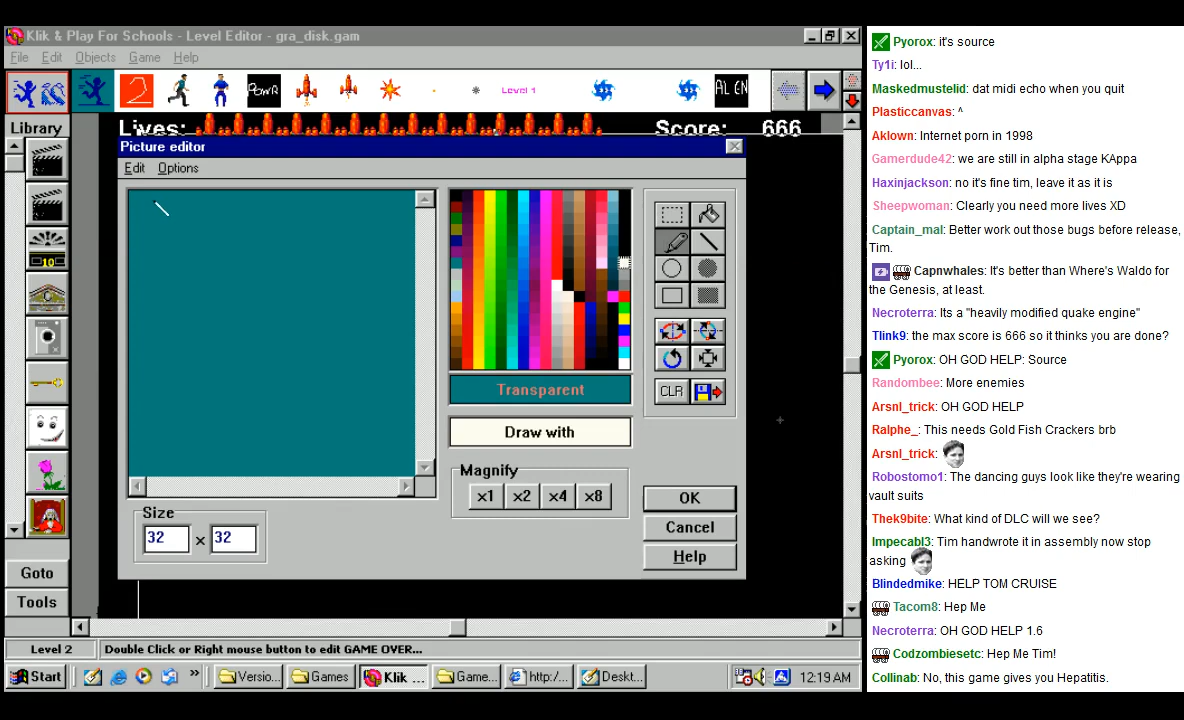 Klik & Play For Schools - Level Editor - gra_disk.gam
File Edit Objects Game Help
2 POWR Level 1 ALEN
Library
Lives: Score: 666
Picture editor
Edit Options
10
Transparent
CLR
Draw with
Magnify
x1 x2 x4 x8
OK
Size
32 x 32
Cancel
Help
Goto
Tools
Level 2 Double Click or Right mouse button to edit GAME OVER...
Start » Versio... Games Klik ... Game... http:/... Deskt... 12:19 AM
Pyorox: it's source
Ty1i: lol...
Maskedmustelid: dat midi echo when you quit
Plasticcanvas: ^
Aklown: Internet porn in 1998
Gamerdude42: we are still in alpha stage KAppa
Haxinjackson: no it's fine tim, leave it as it is
Sheepwoman: Clearly you need more lives XD
Captain_mal: Better work out those bugs before release,
Tim.
Capnwhales: It's better than Where's Waldo for
the Genesis, at least.
Necroterra: Its a "heavily modified quake engine"
Tlink9: the max score is 666 so it thinks you are done?
Pyorox: OH GOD HELP: Source
Randombee: More enemies
Arsnl_trick: OH GOD HELP
Ralphe_: This needs Gold Fish Crackers brb
Arsnl_trick:
Robostomo1: The dancing guys look like they're wearing
vault suits
Thek9bite: What kind of DLC will we see?
Impecabl3: Tim handwrote it in assembly now stop
asking
Blindedmike: HELP TOM CRUISE
Tacom8: Hep Me
Necroterra: OH GOD HELP 1.6
Codzombiesetc: Hep Me Tim!
Collinab: No, this game gives you Hepatitis.